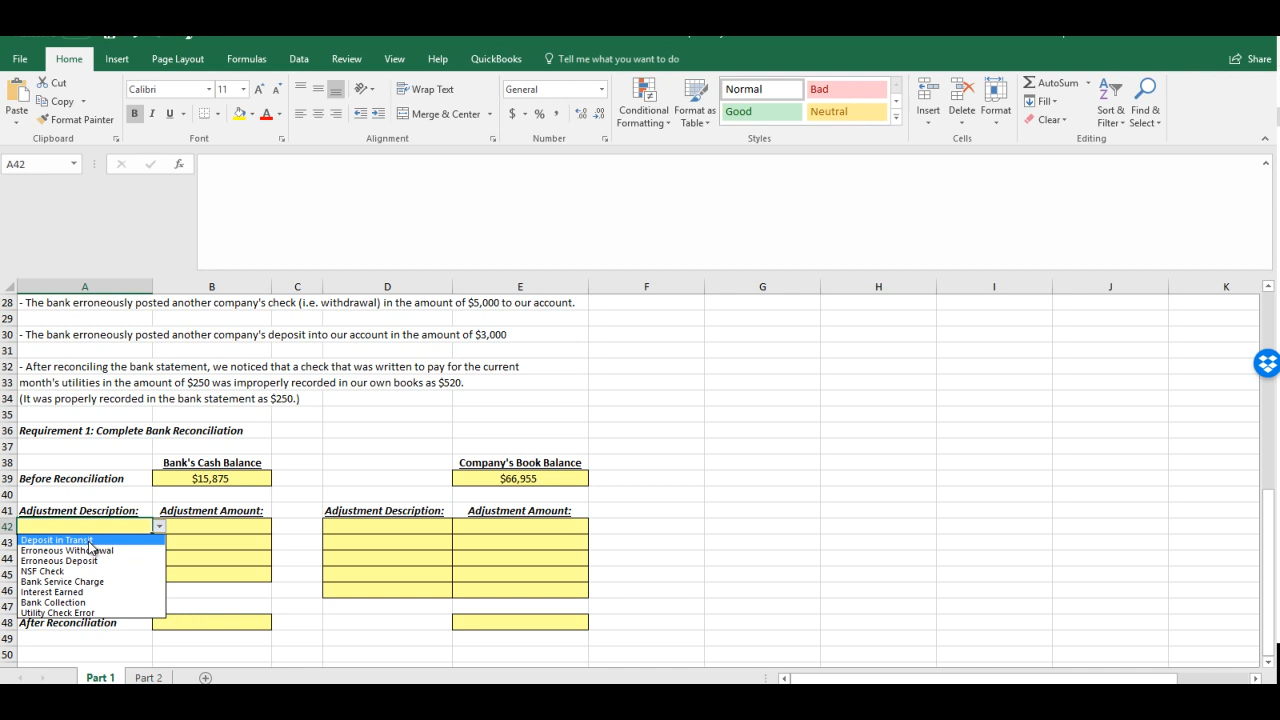 File Home Insert Page Layout Formulas Data Review View Help QuickBooks Tell me what you want to do Share
Cut Calibri 11 Wrap Text General Normal Bad AutoSum
Paste Copy Conditional Format as Insert Delete Format Fill Sort & Find &
Format Painter Merge & Center Formatting Table Good Neutral Clear Filter Select
Clipboard Font Alignment Number Styles Cells Editing
A42 fx
A B C D E F G H I J K
28 - The bank erroneously posted another company's check (i.e. withdrawal) in the amount of $5,000 to our account.
29
30 - The bank erroneously posted another company's deposit into our account in the amount of $3,000
31
32 - After reconciling the bank statement, we noticed that a check that was written to pay for the current
33 month's utilities in the amount of $250 was improperly recorded in our own books as $520.
34 (It was properly recorded in the bank statement as $250.)
35
36 Requirement 1: Complete Bank Reconciliation
37
38 Bank's Cash Balance Company's Book Balance
39 Before Reconciliation $15,875 $66,955
40
41 Adjustment Description: Adjustment Amount: Adjustment Description: Adjustment Amount:
42
43 Deposit in Transit
Erroneous Withdrawal
44 Erroneous Deposit
NSF Check
45 Bank Service Charge
46 Interest Earned
47 Bank Collection
Utility Check Error
48 After Reconciliation
49
50
Part 1 Part 2